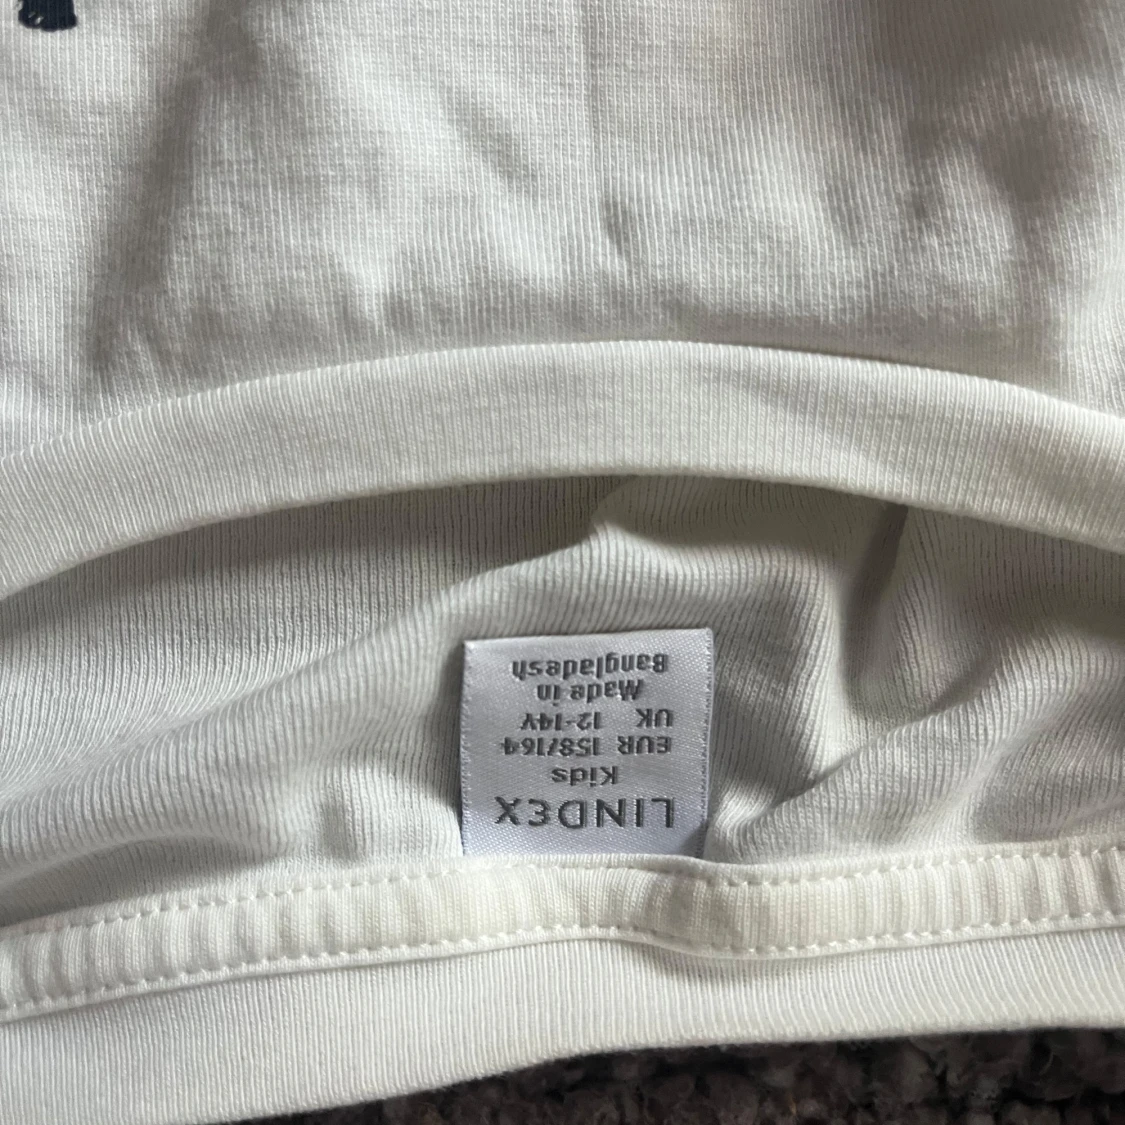 LINDEX
Kids
EUR 158/164
UK 12-14Y
Made in
Bangladesh